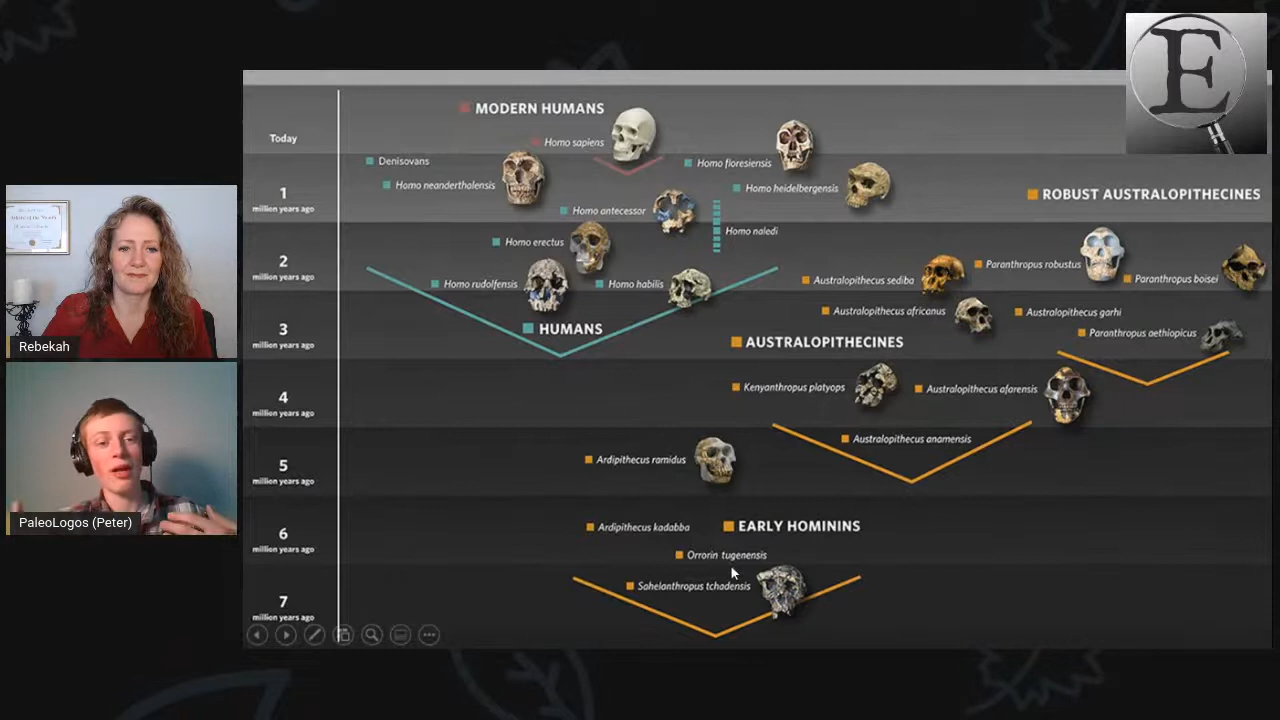 E
MODERN HUMANS
Today
Homo sapiens
Denisovans
Homo floresiensis
Homo neanderthalensis
Homo heidelbergensis
1
million years ago
ROBUST AUSTRALOPITHECINES
Homo antecessor
Homo naledi
Homo erectus
2
million years ago
Paranthropus robustus
Australopithecus sediba
Paranthropus boisei
Homo rudolfensis
Homo habilis
Australopithecus africanus
Australopithecus garhi
3
million years ago
HUMANS
Paranthropus aethiopicus
AUSTRALOPITHECINES
Rebekah
Kenyanthropus platyops
Australopithecus afarensis
4
million years ago
Australopithecus anamensis
Ardipithecus ramidus
5
million years ago
PaleoLogos (Peter)
Ardipithecus kadabba
EARLY HOMININS
6
million years ago
Orrorin tugenensis
Sahelanthropus tchadensis
7
million years ago